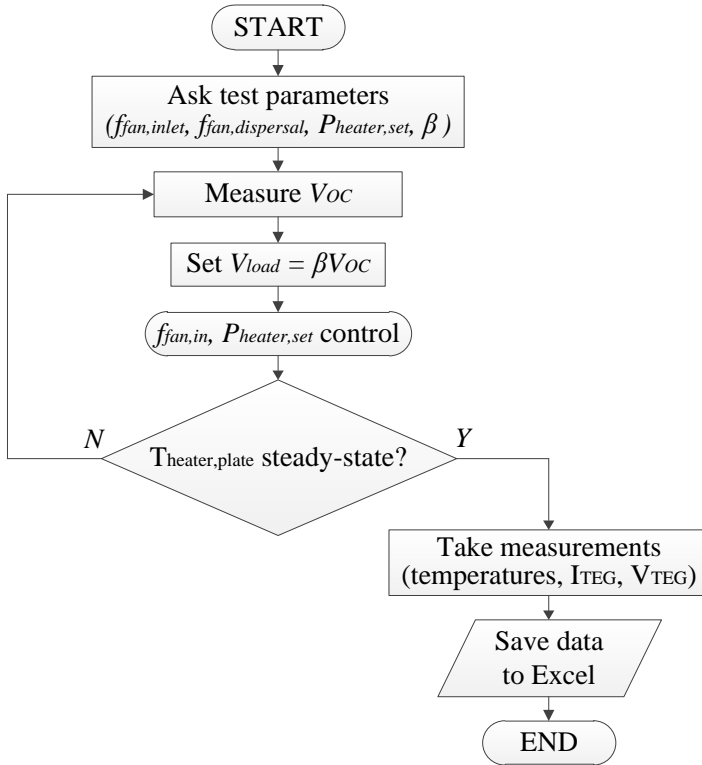 START
Ask test parameters
(ffan,inlet, ffan,dispersal, Pheater,set, β )
Measure VOC
Set Vload = βVOC
ffan,in, Pheater,set control
N
Y
Theater,plate steady-state?
Take measurements
(temperatures, ITEG, VTEG)
Save data
to Excel
END